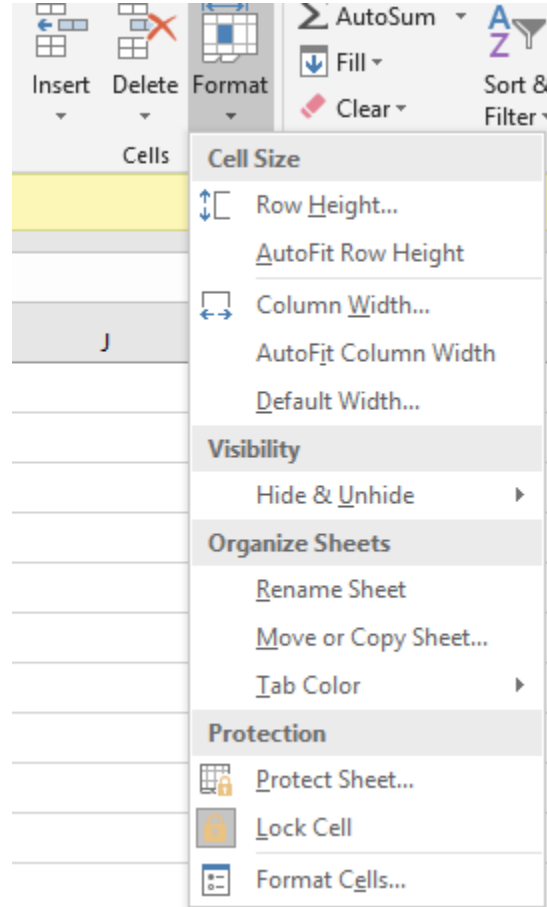 AutoSum
Fill
Clear
Insert Delete Format
A
Z
Sort &
Filter
Cells
J
Cell Size
Row Height...
AutoFit Row Height
Column Width...
AutoFit Column Width
Default Width...
Visibility
Hide & Unhide
Organize Sheets
Rename Sheet
Move or Copy Sheet...
Tab Color
Protection
Protect Sheet...
Lock Cell
Format Cells...